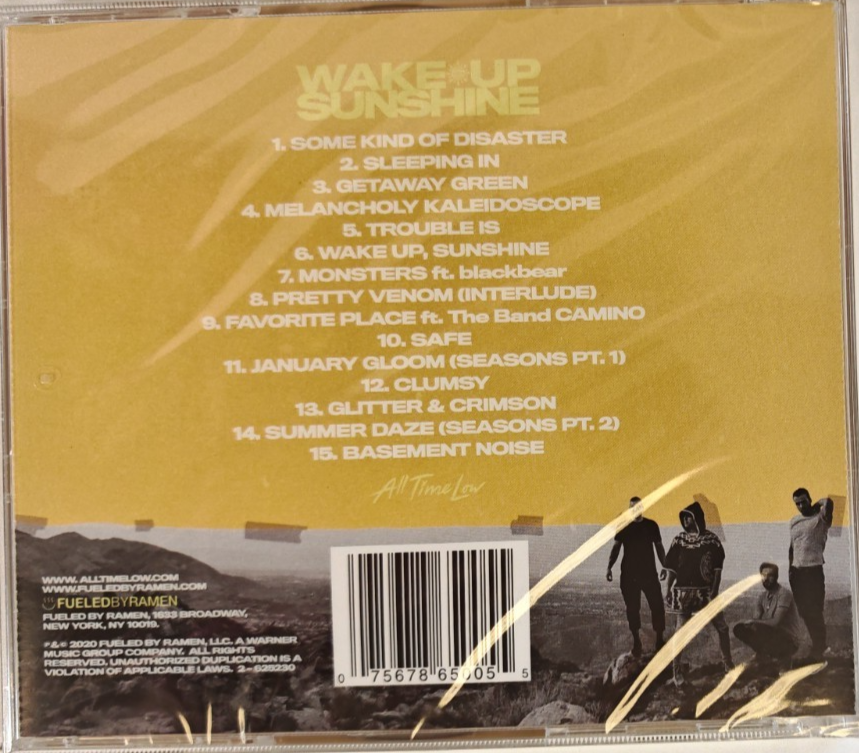 WAKE UP
SUNSHINE
1. SOME KIND OF DISASTER
2. SLEEPING IN
3. GETAWAY GREEN
4. MELANCHOLY KALEIDOSCOPE
5. TROUBLE IS
6. WAKE UP, SUNSHINE
7. MONSTERS ft. blackbear
8. PRETTY VENOM (INTERLUDE)
9. FAVORITE PLACE ft. The Band CAMINO
10. SAFE
11. JANUARY GLOOM (SEASONS PT. 1)
12. CLUMSY
13. GLITTER & CRIMSON
14. SUMMER DAZE (SEASONS PT. 2)
15. BASEMENT NOISE
All Time Low
WWW.ALLTIMELOW.COM
WWW.FUELEDBYRAMEN.COM
FUELEDBYRAMEN
FUELED BY RAMEN, 1633 BROADWAY,
NEW YORK, NY 10019.
℗ & © 2020 FUELED BY RAMEN, LLC. A WARNER
MUSIC GROUP COMPANY. ALL RIGHTS
RESERVED. UNAUTHORIZED DUPLICATION IS A
VIOLATION OF APPLICABLE LAWS. 2-625230
0 75678 65005 5